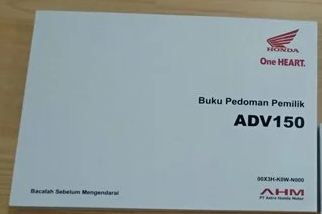 HONDA
One HEART.
Buku Pedoman Pemilik
ADV150
00X3H-K0W-N000
AHM
PT Astra Honda Motor
Bacalah Sebelum Mengendarai